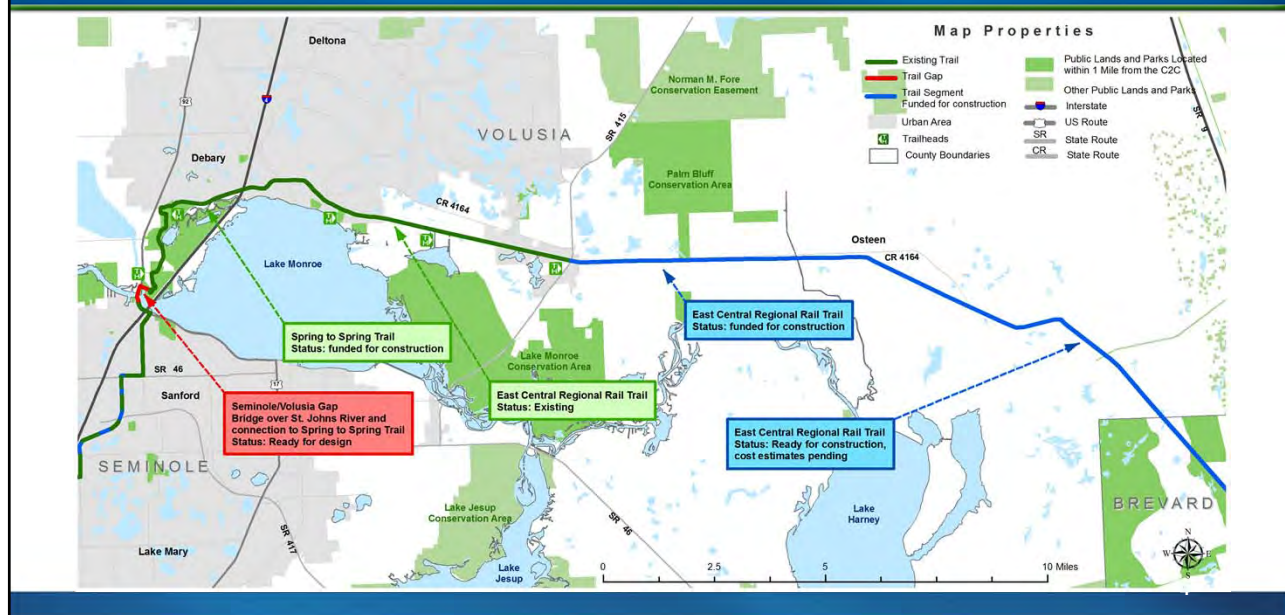 Map Properties
Existing Trail
Trail Gap
Trail Segment
Funded for construction
Urban Area
Trailheads
County Boundaries
Public Lands and Parks Located
within 1 Mile from the C2C
Other Public Lands and Parks
Interstate
US Route
SR
State Route
CR
State Route
Deltona
92
4
Norman M. Fore
Conservation Easement
VOLUSIA
SR 415
SR 9
Debary
Palm Bluff
Conservation Area
CR 4164
Osteen
CR 4164
Lake Monroe
East Central Regional Rail Trail
Status: funded for construction
Spring to Spring Trail
Status: funded for construction
Lake Monroe
Conservation Area
SR 46
17
Sanford
East Central Regional Rail Trail
Status: Existing
Seminole/Volusia Gap
Bridge over St. Johns River and
connection to Spring to Spring Trail
Status: Ready for design
East Central Regional Rail Trail
Status: Ready for construction,
cost estimates pending
SEMINOLE
Lake Jesup
Conservation Area
SR 46
Lake
Harney
BREVARD
SR 417
Lake Mary
Lake
Jesup
N
W
E
S
0
2.5
5
10 Miles